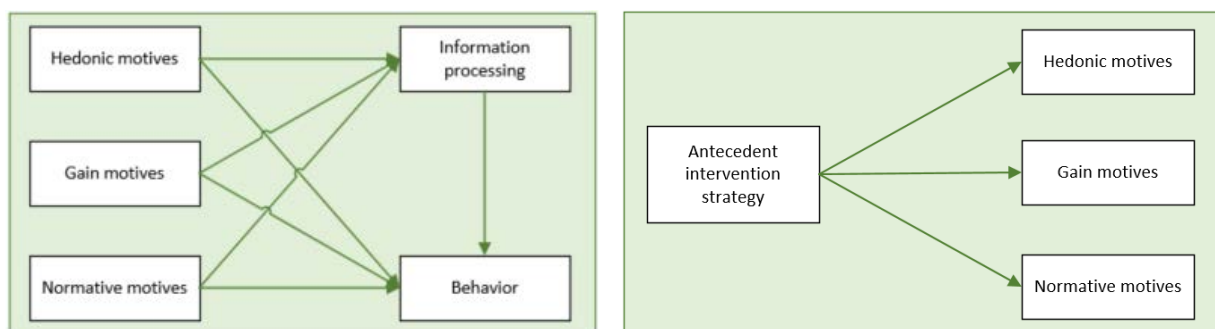 Hedonic motives
Information
processing
Gain motives
Normative motives
Behavior
Antecedent
intervention
strategy
Hedonic motives
Gain motives
Normative motives